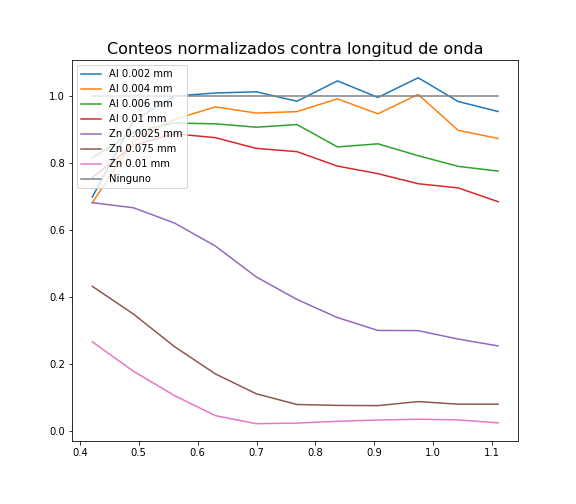 Conteos normalizados contra longitud de onda
Al 0.002 mm
Al 0.004 mm
Al 0.006 mm
Al 0.01 mm
Zn 0.0025 mm
Zn 0.075 mm
Zn 0.01 mm
Ninguno
1.0
0.8
0.6
0.4
0.2
0.0
0.4 0.5 0.6 0.7 0.8 0.9 1.0 1.1